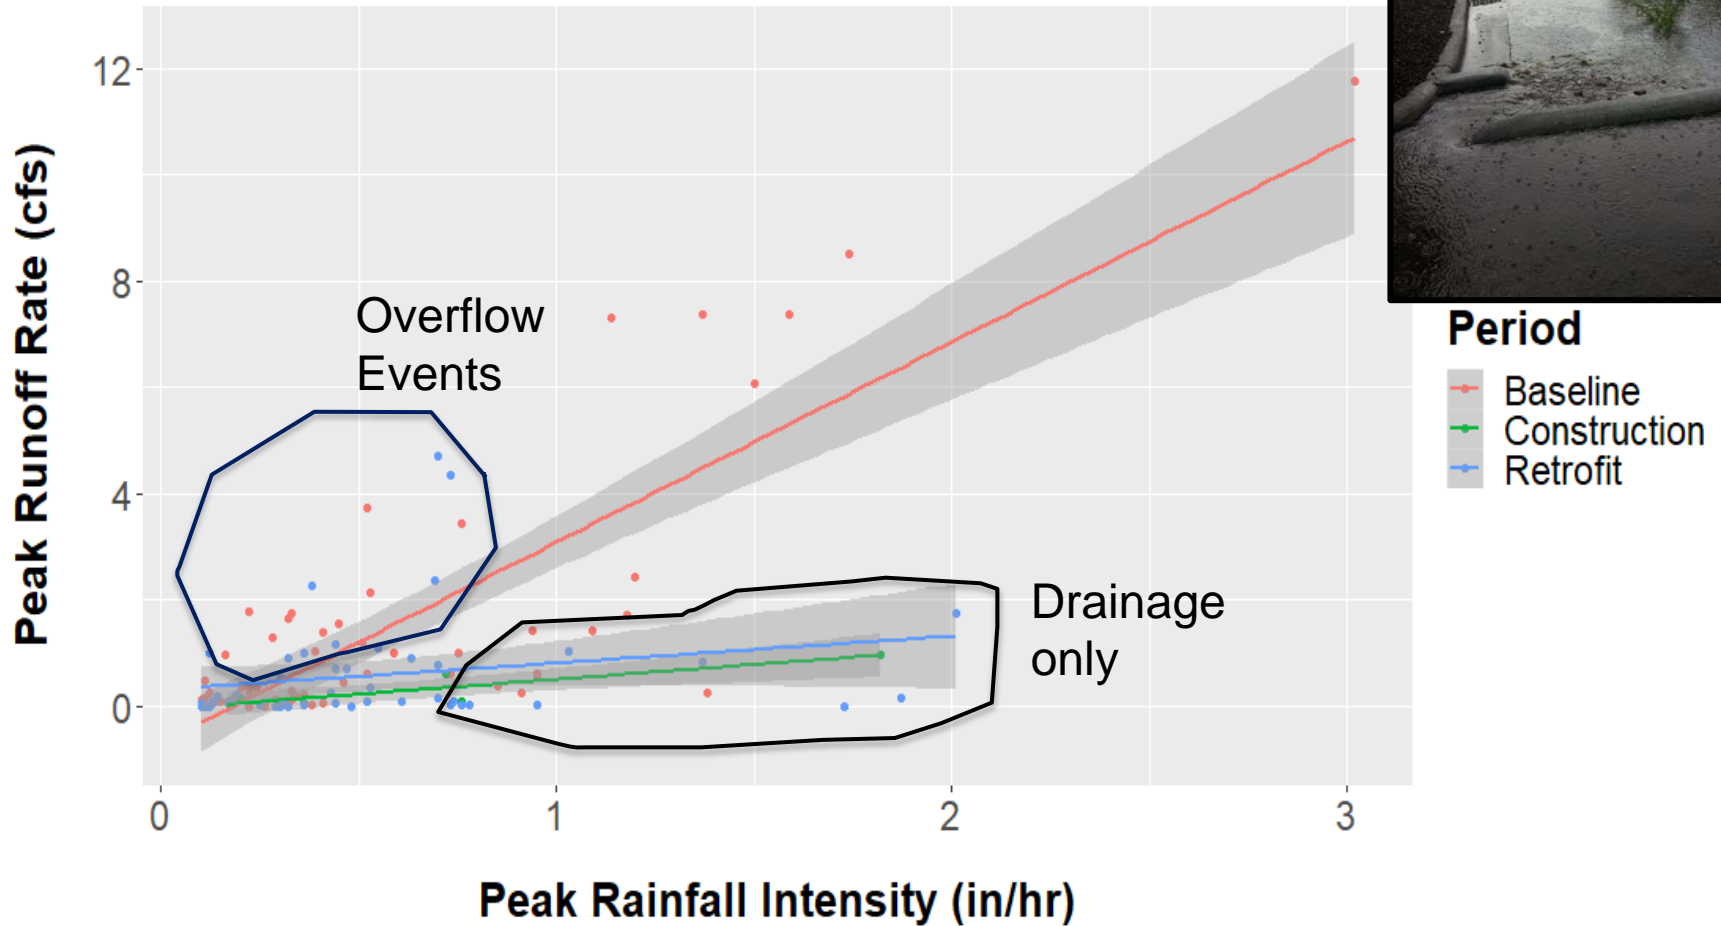 12
8
4
0
Peak Runoff Rate (cfs)
Overflow
Events
Drainage
only
0
1
2
3
Peak Rainfall Intensity (in/hr)
Period
Baseline
Construction
Retrofit